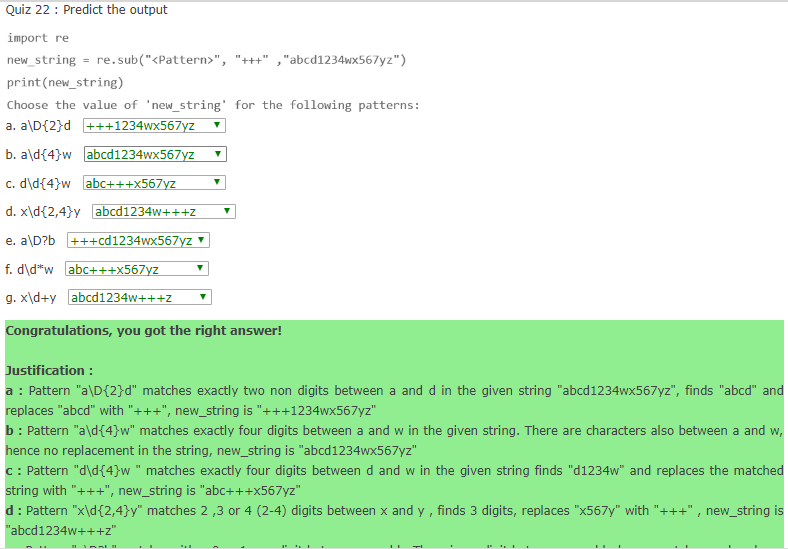 Quiz 22 : Predict the output
import re
new_string = re.sub("<Pattern>", "+++" ,"abcd1234wx567yz")
print(new_string)
Choose the value of 'new_string' for the following patterns:
a. a\D{2}d +++1234wx567yz
b. a\d{4}w abcd1234wx567yz
c. d\d{4}w abc+++x567yz
d. x\d{2,4}y abcd1234w+++z
e. a\D?b +++cd1234wx567yz
f. d\d*w abc+++x567yz
g. x\d+y abcd1234w+++z
Congratulations, you got the right answer!
Justification :
a : Pattern "a\D{2}d" matches exactly two non digits between a and d in the given string "abcd1234wx567yz", finds "abcd" and
replaces "abcd" with "+++", new_string is "+++1234wx567yz"
b : Pattern "a\d{4}w" matches exactly four digits between a and w in the given string. There are characters also between a and w,
hence no replacement in the string, new_string is "abcd1234wx567yz"
c : Pattern "d\d{4}w " matches exactly four digits between d and w in the given string finds "d1234w" and replaces the matched
string with "+++", new_string is "abc+++x567yz"
d : Pattern "x\d{2,4}y" matches 2 ,3 or 4 (2-4) digits between x and y , finds 3 digits, replaces "x567y" with "+++" , new_string is
"abcd1234w+++z"